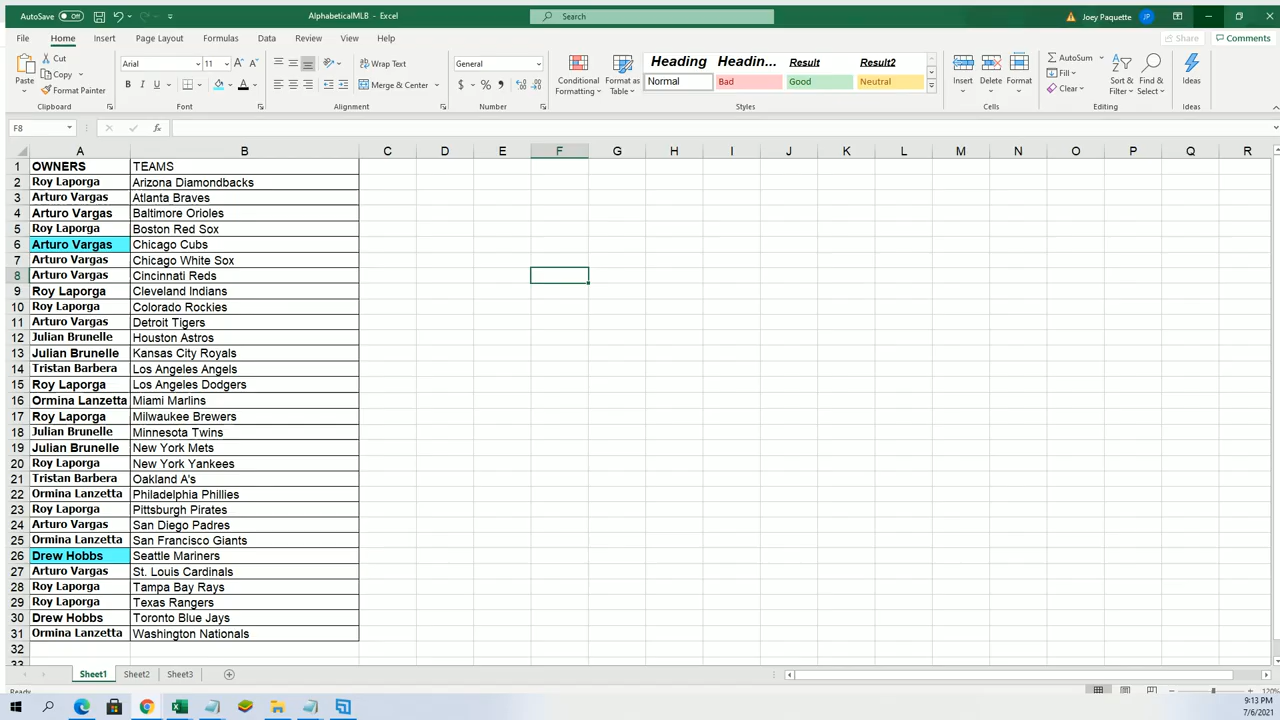 AutoSave Off AlphabeticalMLB - Excel Search Joey Paquette JP
File Home Insert Page Layout Formulas Data Review View Help Share Comments
Paste Cut Copy Format Painter Clipboard
Arial 11 B I U A Font
Wrap Text Merge & Center Alignment
General $ % Number
Conditional Formatting Format as Table
Heading Headin... Result Result2
Normal Bad Good Neutral
Styles
Insert Delete Format Cells
AutoSum Fill Clear Sort & Filter Find & Select Editing
Ideas Ideas
F8 fx
A B C D E F G H I J K L M N O P Q R
1 OWNERS TEAMS
2 Roy Laporga Arizona Diamondbacks
3 Arturo Vargas Atlanta Braves
4 Arturo Vargas Baltimore Orioles
5 Roy Laporga Boston Red Sox
6 Arturo Vargas Chicago Cubs
7 Arturo Vargas Chicago White Sox
8 Arturo Vargas Cincinnati Reds
9 Roy Laporga Cleveland Indians
10 Roy Laporga Colorado Rockies
11 Arturo Vargas Detroit Tigers
12 Julian Brunelle Houston Astros
13 Julian Brunelle Kansas City Royals
14 Tristan Barbera Los Angeles Angels
15 Roy Laporga Los Angeles Dodgers
16 Ormina Lanzetta Miami Marlins
17 Roy Laporga Milwaukee Brewers
18 Julian Brunelle Minnesota Twins
19 Julian Brunelle New York Mets
20 Roy Laporga New York Yankees
21 Tristan Barbera Oakland A's
22 Ormina Lanzetta Philadelphia Phillies
23 Roy Laporga Pittsburgh Pirates
24 Arturo Vargas San Diego Padres
25 Ormina Lanzetta San Francisco Giants
26 Drew Hobbs Seattle Mariners
27 Arturo Vargas St. Louis Cardinals
28 Roy Laporga Tampa Bay Rays
29 Roy Laporga Texas Rangers
30 Drew Hobbs Toronto Blue Jays
31 Ormina Lanzetta Washington Nationals
32
33
Sheet1 Sheet2 Sheet3
Ready 120%
9:13 PM
7/6/2021